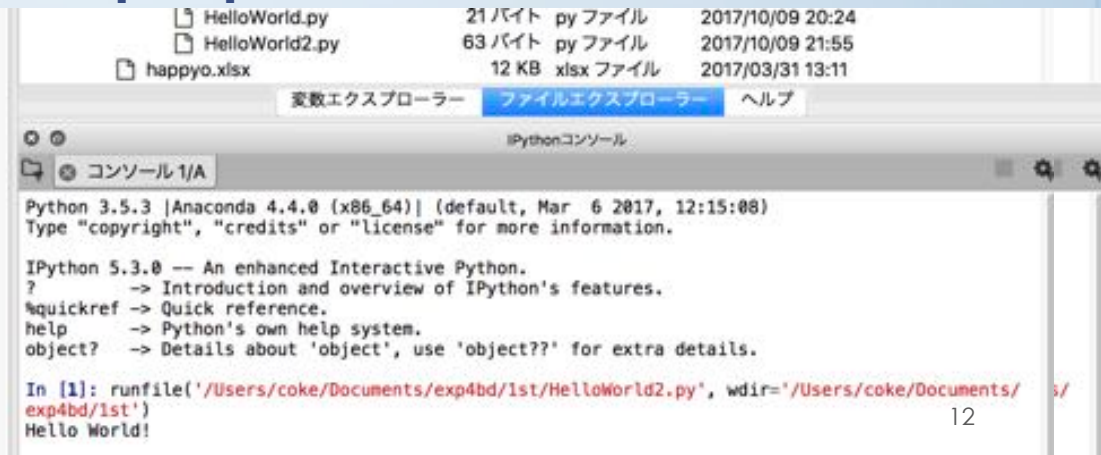 HelloWorld.py 21 バイト py ファイル 2017/10/09 20:24
HelloWorld2.py 63 バイト py ファイル 2017/10/09 21:55
happyo.xlsx 12 KB xlsx ファイル 2017/03/31 13:11
変数エクスプローラー ファイルエクスプローラー ヘルプ
IPythonコンソール
コンソール 1/A
Python 3.5.3 |Anaconda 4.4.0 (x86_64)| (default, Mar  6 2017, 12:15:08)
Type "copyright", "credits" or "license" for more information.
IPython 5.3.0 -- An enhanced Interactive Python.
?         -> Introduction and overview of IPython's features.
%quickref -> Quick reference.
help      -> Python's own help system.
object?   -> Details about 'object', use 'object??' for extra details.
In [1]: runfile('/Users/coke/Documents/exp4bd/1st/HelloWorld2.py', wdir='/Users/coke/Documents/
exp4bd/1st')
Hello World!
12